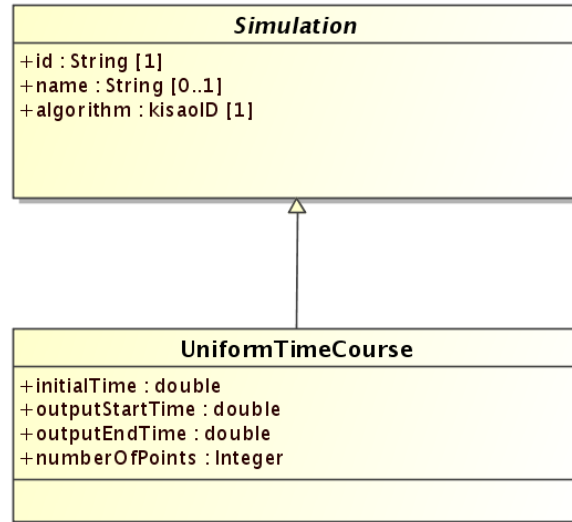 Simulation
+id : String [1]
+name : String [0..1]
+algorithm : kisaoID [1]
UniformTimeCourse
+initialTime : double
+outputStartTime : double
+outputEndTime : double
+numberOfPoints : Integer